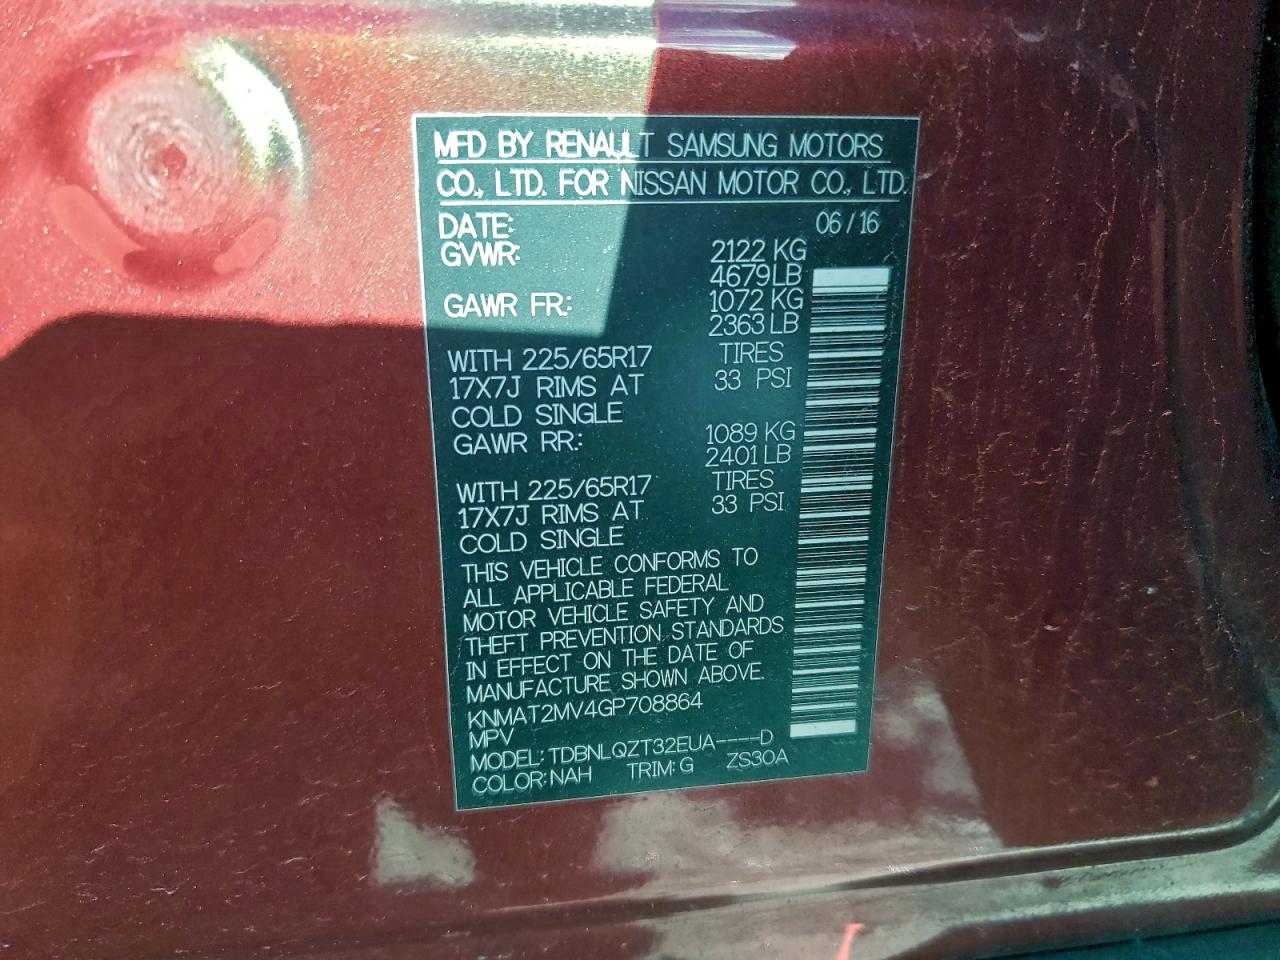 MFD BY RENAULT SAMSUNG MOTORS
CO., LTD. FOR NISSAN MOTOR CO., LTD.
DATE: 06/16
GVWR: 2122 KG
4679 LB
GAWR FR.: 1072 KG
2363 LB
WITH 225/65R17 TIRES
17X7J RIMS AT 33 PSI
COLD SINGLE
GAWR RR.: 1089 KG
2401 LB
WITH 225/65R17 TIRES
17X7J RIMS AT 33 PSI
COLD SINGLE
THIS VEHICLE CONFORMS TO
ALL APPLICABLE FEDERAL
MOTOR VEHICLE SAFETY AND
THEFT PREVENTION STANDARDS
IN EFFECT ON THE DATE OF
MANUFACTURE SHOWN ABOVE.
KNMAT2MV4GP708864
MPV
MODEL: TDBNLQZT32EUA----D
COLOR: NAH TRIM: G ZS30A